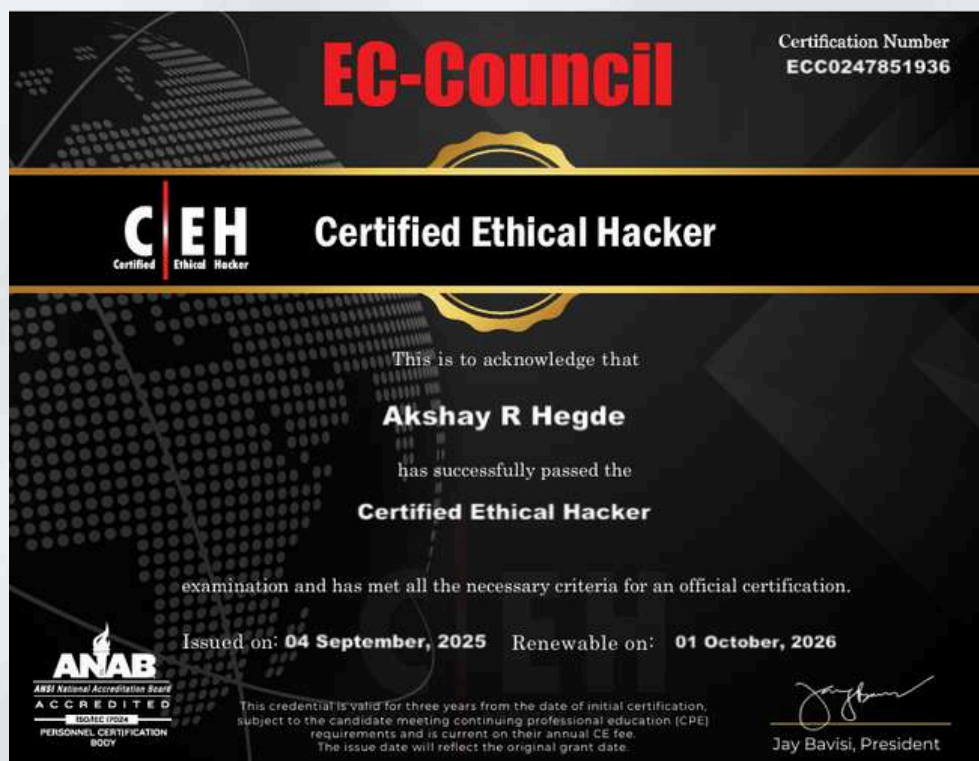 EC-Council
Certification Number
ECC0247851936
C EH
Certified Ethical Hacker
Certified Ethical Hacker
This is to acknowledge that
Akshay R Hegde
has successfully passed the
Certified Ethical Hacker
examination and has met all the necessary criteria for an official certification.
Issued on: 04 September, 2025 Renewable on: 01 October, 2026
ANAB
ANSI National Accreditation Board
ACCREDITED
ISO/IEC 17024
PERSONNEL CERTIFICATION
BODY
This credential is valid for three years from the date of initial certification,
subject to the candidate meeting continuing professional education (CPE)
requirements and is current on their annual CE fee.
The issue date will reflect the original grant date.
Jay Bavisi, President